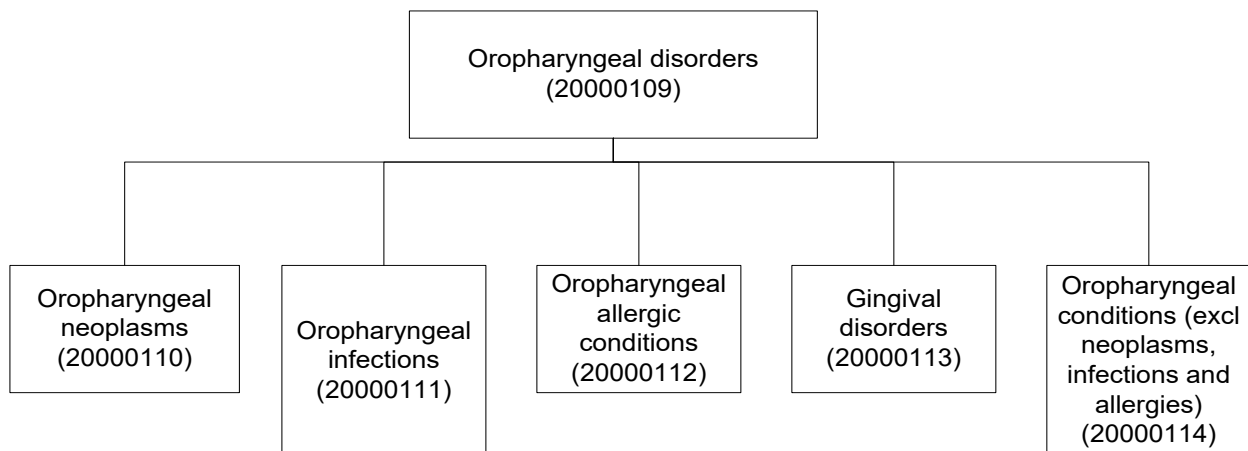 Oropharyngeal disorders
(20000109)
Oropharyngeal
neoplasms
(20000110)
Oropharyngeal
infections
(20000111)
Oropharyngeal
allergic
conditions
(20000112)
Gingival
disorders
(20000113)
Oropharyngeal
conditions (excl
neoplasms,
infections and
allergies)
(20000114)